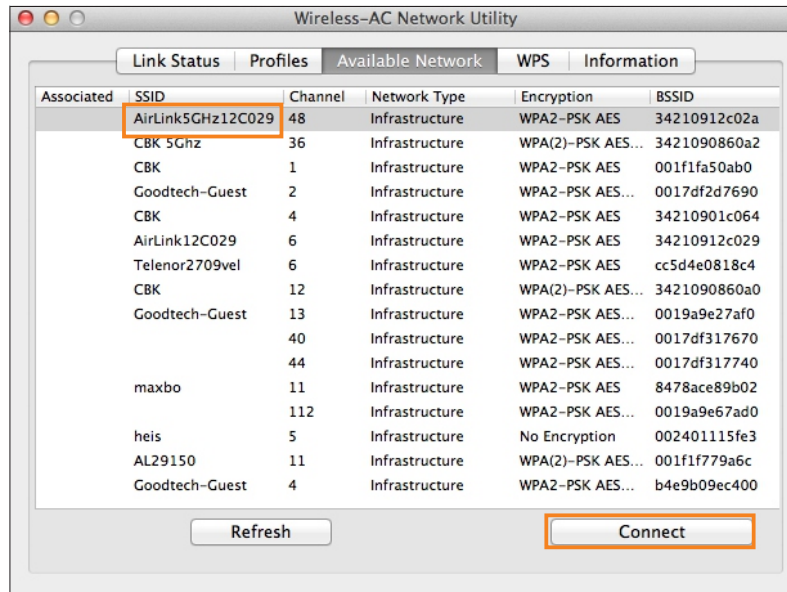 Wireless-AC Network Utility
Link Status Profiles Available Network WPS Information
Associated SSID Channel Network Type Encryption BSSID
AirLink5GHz12C029 48 Infrastructure WPA2-PSK AES 34210912c02a
CBK 5Ghz 36 Infrastructure WPA(2)-PSK AES... 3421090860a2
CBK 1 Infrastructure WPA2-PSK AES 001f1fa50ab0
Goodtech-Guest 2 Infrastructure WPA2-PSK AES... 0017df2d7690
CBK 4 Infrastructure WPA2-PSK AES 34210901c064
AirLink12C029 6 Infrastructure WPA2-PSK AES 34210912c029
Telenor2709vel 6 Infrastructure WPA2-PSK AES cc5d4e0818c4
CBK 12 Infrastructure WPA(2)-PSK AES... 3421090860a0
Goodtech-Guest 13 Infrastructure WPA2-PSK AES... 0019a9e27af0
40 Infrastructure WPA2-PSK AES... 0017df317670
44 Infrastructure WPA2-PSK AES... 0017df317740
maxbo 11 Infrastructure WPA2-PSK AES 8478ace89b02
112 Infrastructure WPA2-PSK AES... 0019a9e67ad0
heis 5 Infrastructure No Encryption 002401115fe3
AL29150 11 Infrastructure WPA(2)-PSK AES... 001f1f779a6c
Goodtech-Guest 4 Infrastructure WPA2-PSK AES... b4e9b09ec400
Refresh Connect